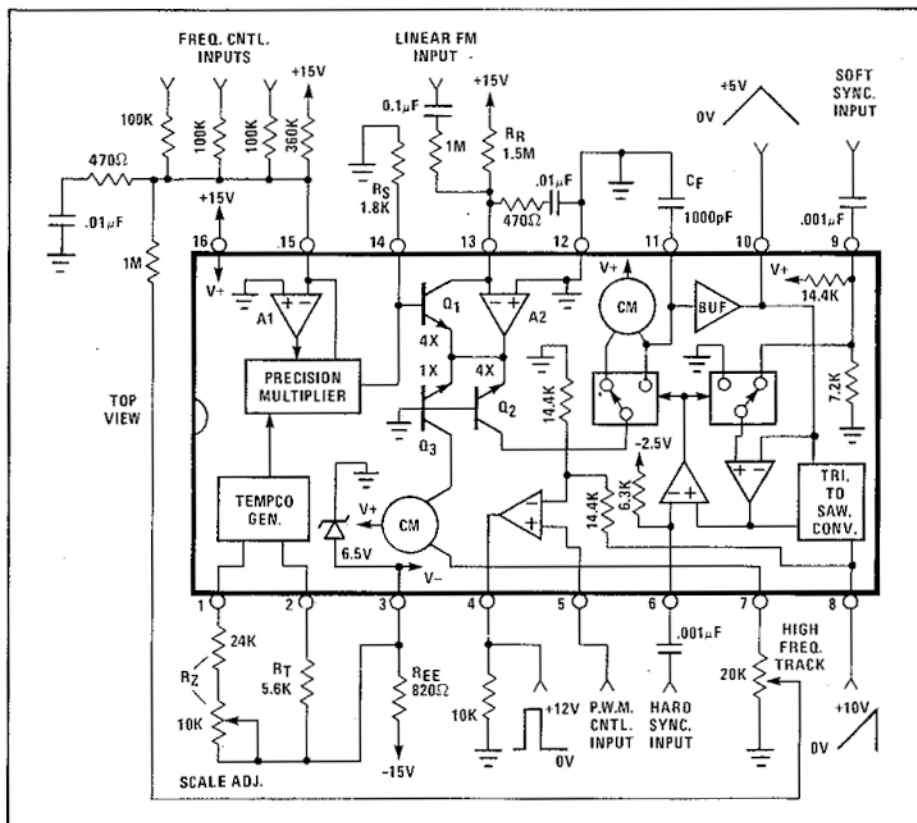 FREQ. CNTL.
INPUTS
LINEAR FM
INPUT
SOFT
SYNC.
INPUT
+15V
+15V
+5V
0V
100K
100K
100K
360K
0.1µF
1M
RR
1.5M
470Ω
+15V
.01µF
1M
RS
1.8K
470Ω
.01µF
CF
1000pF
.001µF
16
15
14
13
12
11
10
9
V+
A1
+ -
Q1
4X
- +
A2
V+
CM
BUF
V+
14.4K
PRECISION
MULTIPLIER
1X
4X
Q3
Q2
14.4K
7.2K
TOP
VIEW
TEMPCO
GEN.
V+
6.5V
CM
V-
-
+
14.4K
-2.5V
6.3K
- +
+ -
TRI.
TO
SAW.
CONV.
1
2
3
4
5
6
7
8
RZ
24K
10K
RT
5.6K
REE
820Ω
-15V
10K
+12V
0V
P.W.M.
CNTL.
INPUT
.001µF
HARD
SYNC.
INPUT
HIGH
FREQ.
TRACK
20K
+10V
0V
SCALE ADJ.